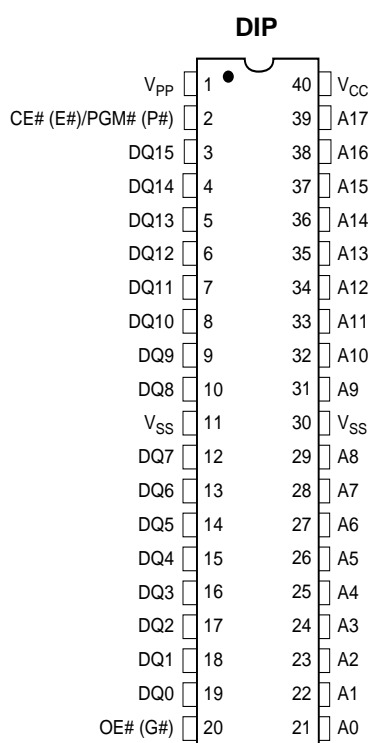 DIP
VPP 1 40 VCC
CE# (E#)/PGM# (P#) 2 39 A17
DQ15 3 38 A16
DQ14 4 37 A15
DQ13 5 36 A14
DQ12 6 35 A13
DQ11 7 34 A12
DQ10 8 33 A11
DQ9 9 32 A10
DQ8 10 31 A9
VSS 11 30 VSS
DQ7 12 29 A8
DQ6 13 28 A7
DQ5 14 27 A6
DQ4 15 26 A5
DQ3 16 25 A4
DQ2 17 24 A3
DQ1 18 23 A2
DQ0 19 22 A1
OE# (G#) 20 21 A0